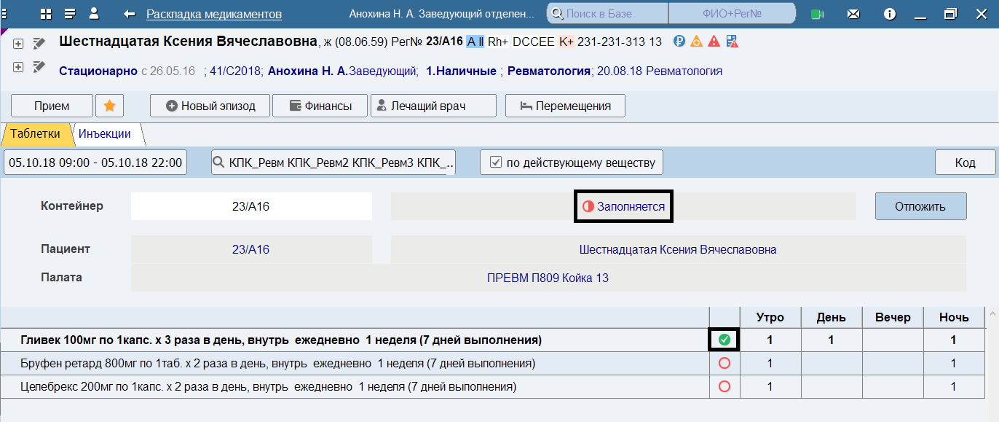 Раскладка медикаментов Анохина Н. А. Заведующий отделен... Поиск в Базе ФИО+Рег№
Шестнадцатая Ксения Вячеславовна, ж (08.06.59) Рег№ 23/А16 A II Rh+ DCCEE K+ 231-231-313 13
Стационарно с 26.05.16 ; 41/С2018; Анохина Н. А.Заведующий; 1.Наличные ; Ревматология; 20.08.18 Ревматология
Прием Новый эпизод Финансы Лечащий врач Перемещения
Таблетки Инъекции
05.10.18 09:00 - 05.10.18 22:00 КПК_Ревм КПК_Ревм2 КПК_Ревм3 КПК_.. по действующему веществу Код
Контейнер 23/А16 Заполняется Отложить
Пациент 23/А16 Шестнадцатая Ксения Вячеславовна
Палата ПРЕВМ П809 Койка 13
Утро День Вечер Ночь
Гливек 100мг по 1капс. х 3 раза в день, внутрь ежедневно 1 неделя (7 дней выполнения) 1 1 1
Бруфен ретард 800мг по 1таб. х 2 раза в день, внутрь ежедневно 1 неделя (7 дней выполнения) 1 1
Целебрекс 200мг по 1капс. х 2 раза в день, внутрь ежедневно 1 неделя (7 дней выполнения) 1 1